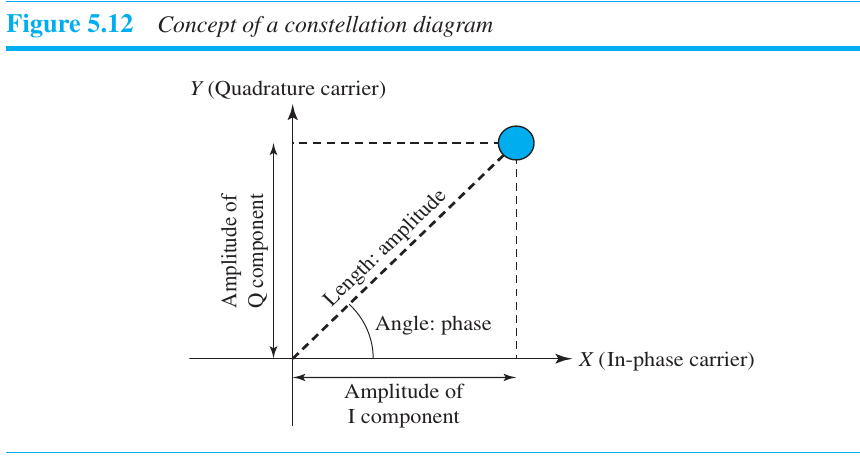 Figure 5.12 Concept of a constellation diagram
Y (Quadrature carrier)
Amplitude of
Q component
Length: amplitude
Angle: phase
X (In-phase carrier)
Amplitude of
I component